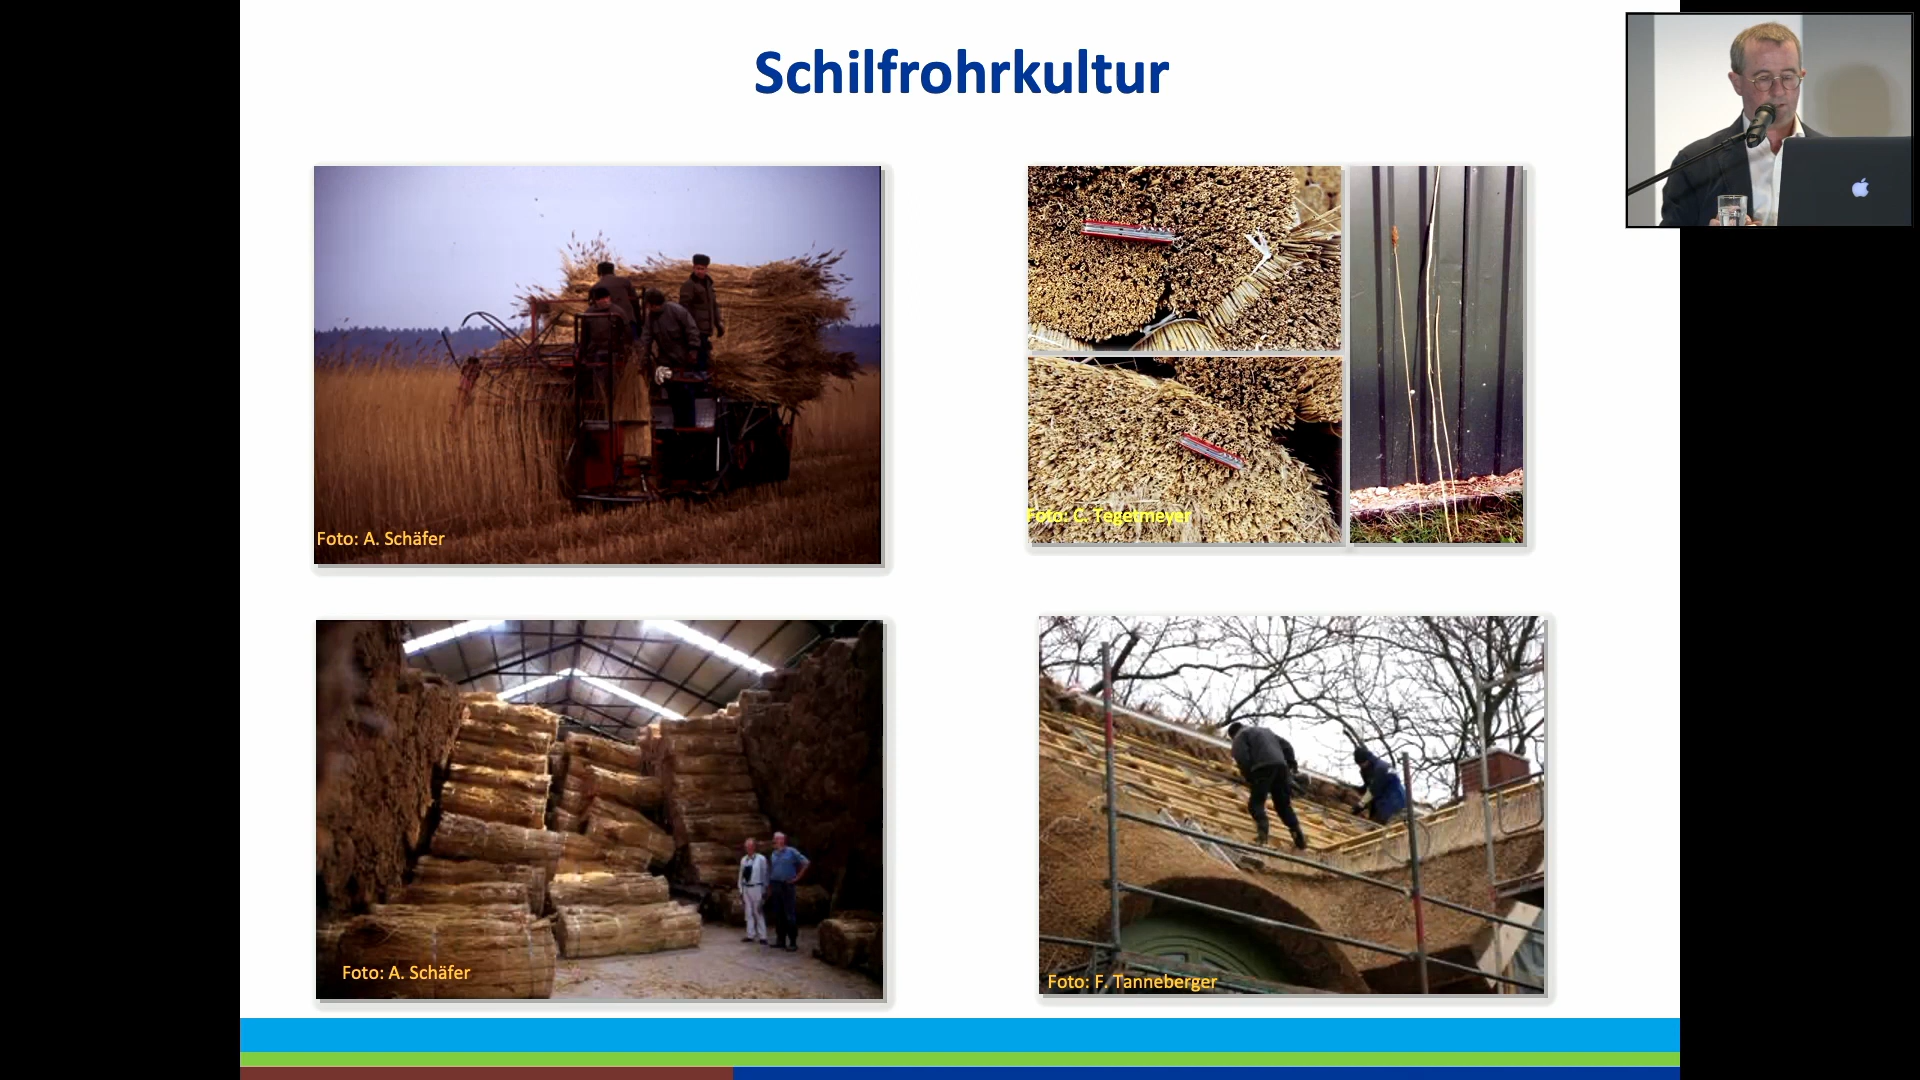 Schilfrohrkultur
Foto: A. Schäfer
Foto: C. Tegetmeyer
Foto: A. Schäfer
Foto: F. Tanneberger